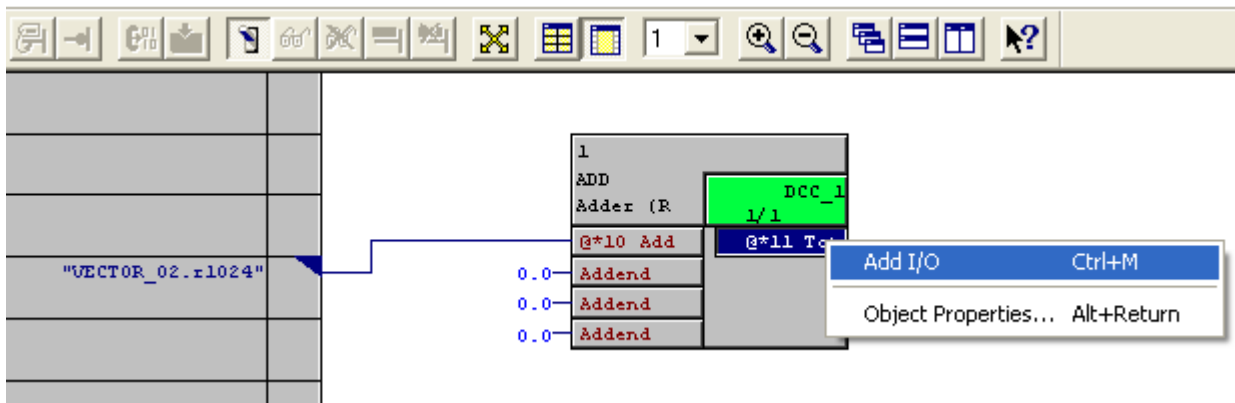 1
1
ADD
Adder (R
DCC_1
1/1
@*10 Add
@*11 To
"VECTOR_02.r1024"
0.0
Addend
0.0
Addend
0.0
Addend
Add I/O Ctrl+M
Object Properties... Alt+Return